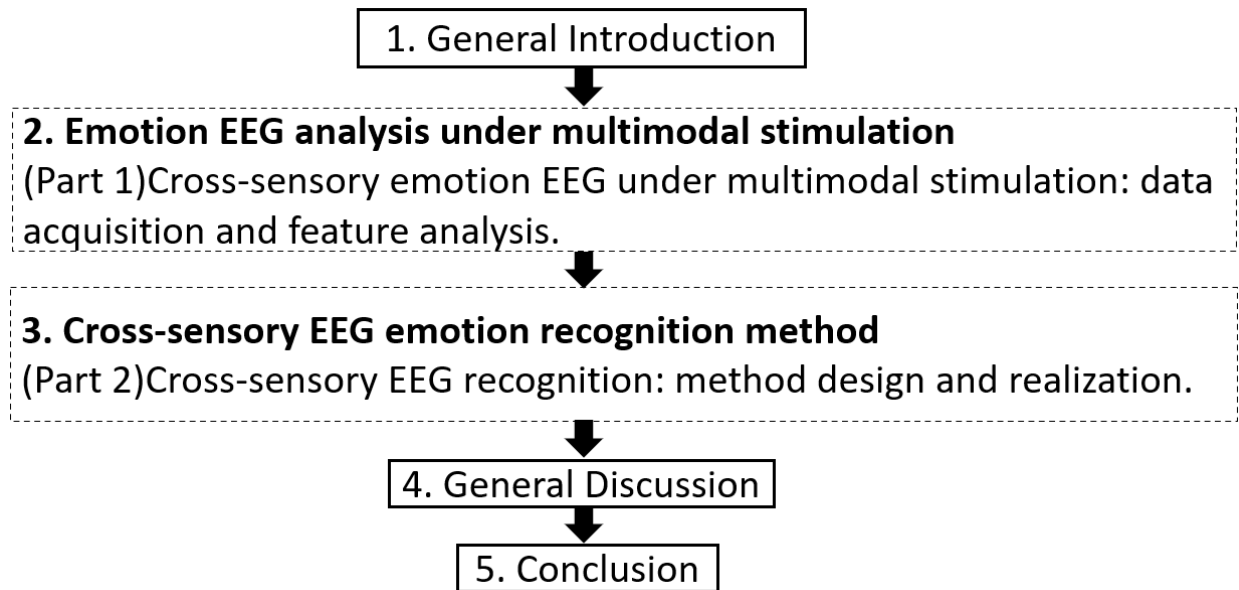 1. General Introduction
2. Emotion EEG analysis under multimodal stimulation
(Part 1)Cross-sensory emotion EEG under multimodal stimulation: data
acquisition and feature analysis.
3. Cross-sensory EEG emotion recognition method
(Part 2)Cross-sensory EEG recognition: method design and realization.
4. General Discussion
5. Conclusion